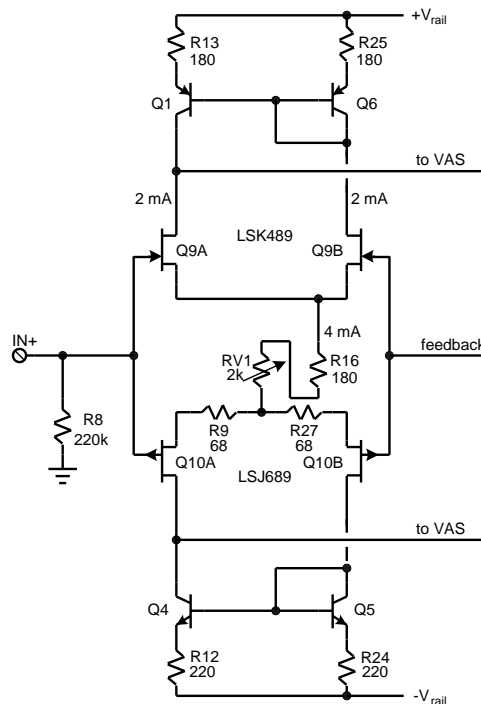 +Vrail
R13
180
R25
180
Q1
Q6
to VAS
2 mA
2 mA
Q9A
LSK489
Q9B
IN+
4 mA
feedback
RV1
2k
R16
180
R8
220k
R9
68
R27
68
Q10A
LSJ689
Q10B
to VAS
Q4
Q5
R12
220
R24
220
-Vrail